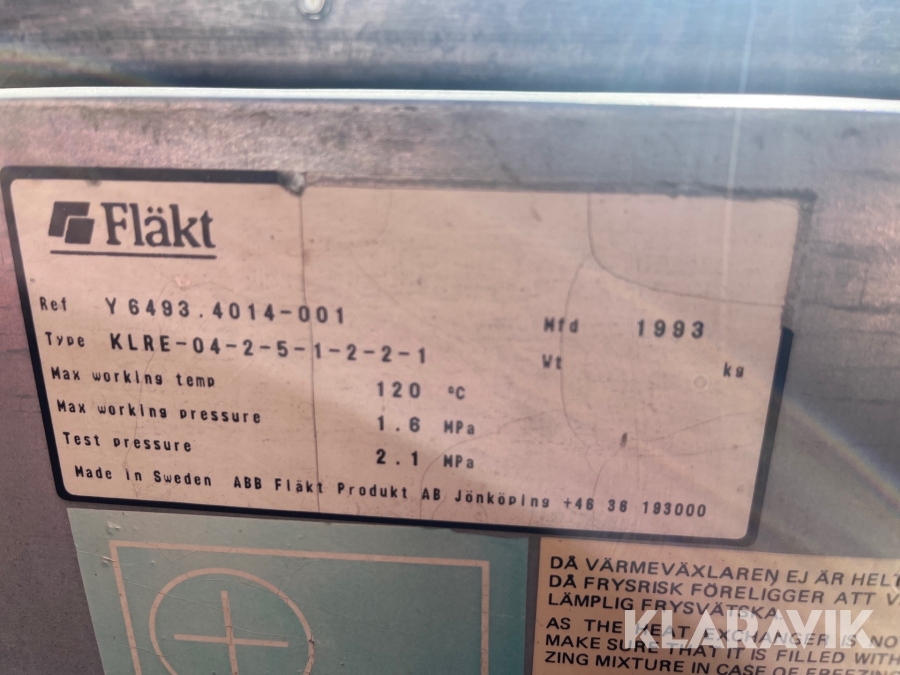 Fläkt
Ref Y 6493.4014-001
Mfd 1993
Type KLRE-04-2-5-1-2-2-1
Wt kg
Max working temp 120 °C
Max working pressure 1.6 MPa
Test pressure 2.1 MPa
Made in Sweden ABB Fläkt Produkt AB Jönköping +46 36 193000
DÅ VÄRMEVÄXLAREN EJ ÄR HELT
DÅ FRYSRISK FÖRELIGGER ATT
LÄMPLIG FRYSVÄTSKA.
AS THE HEAT EXCHANGER IS
MAKE SURE THAT IT IS FILLED WITH
ZING MIXTURE IN CASE OF FREEZING
KLARAVIK